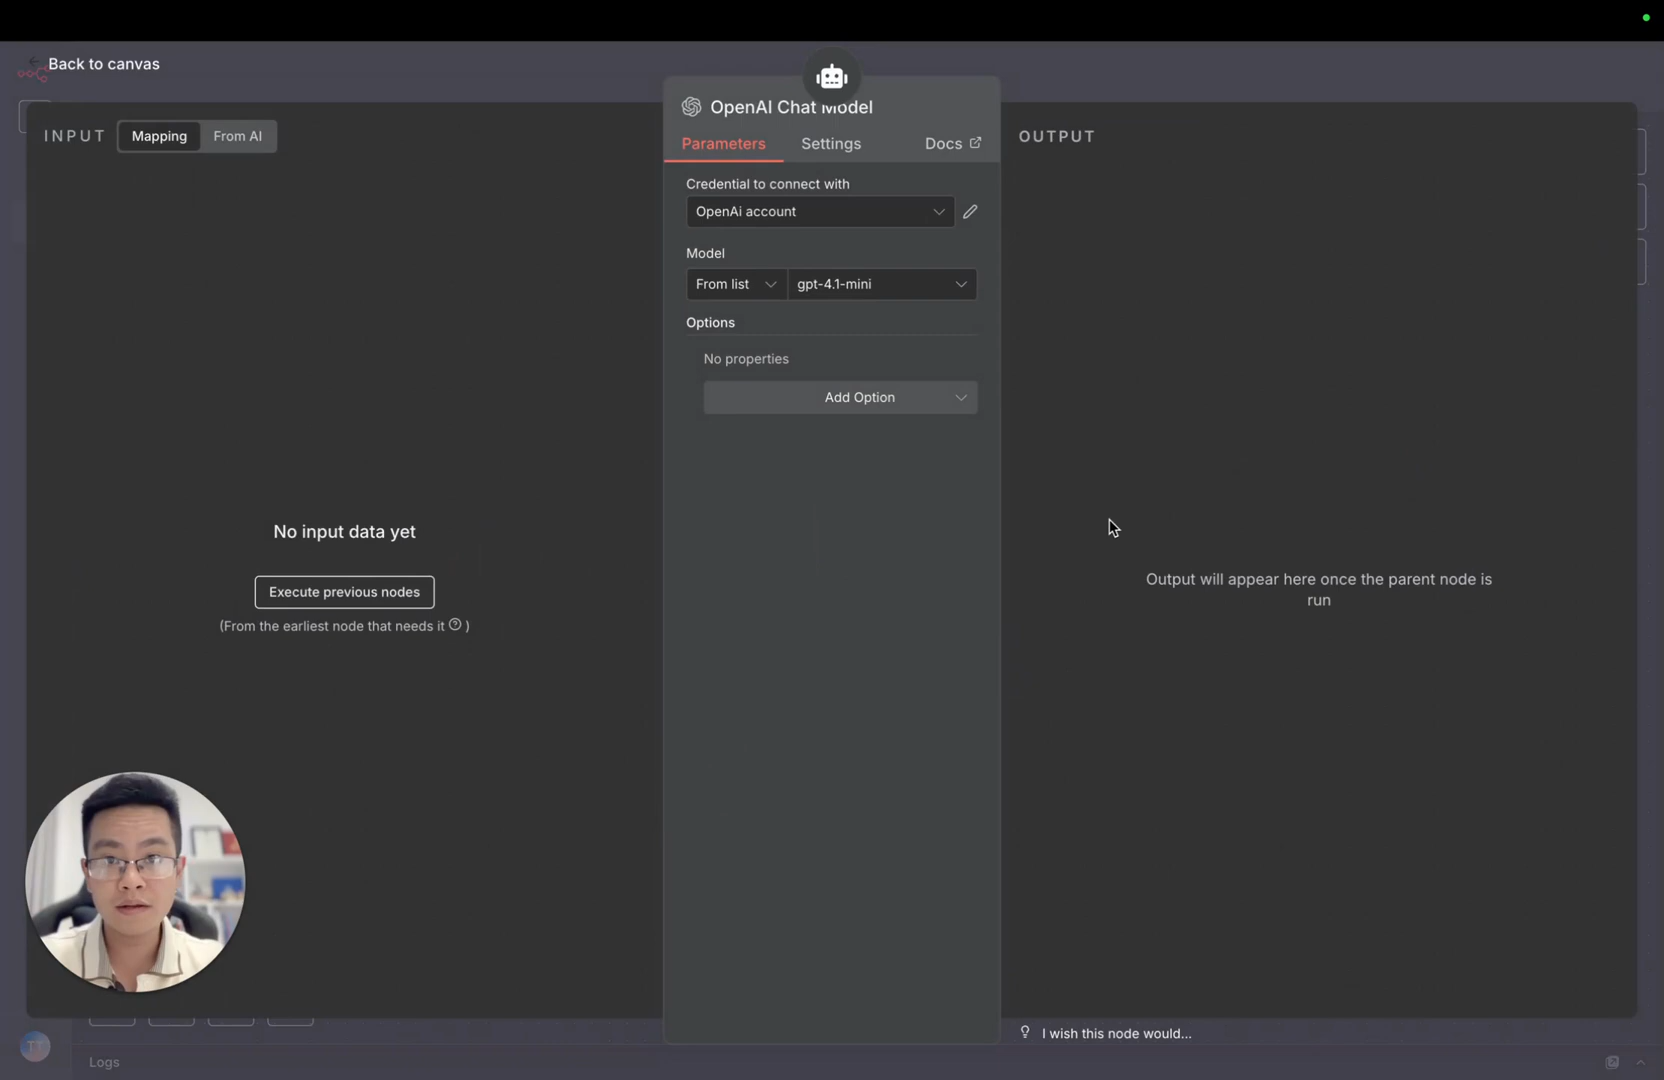 Back to canvas
INPUT
Mapping
From AI
OpenAI Chat Model
Parameters
Settings
Docs
Credential to connect with
OpenAi account
Model
From list
gpt-4.1-mini
Options
No properties
Add Option
No input data yet
Execute previous nodes
(From the earliest node that needs it ? )
OUTPUT
Output will appear here once the parent node is
run
I wish this node would...
TT
Logs